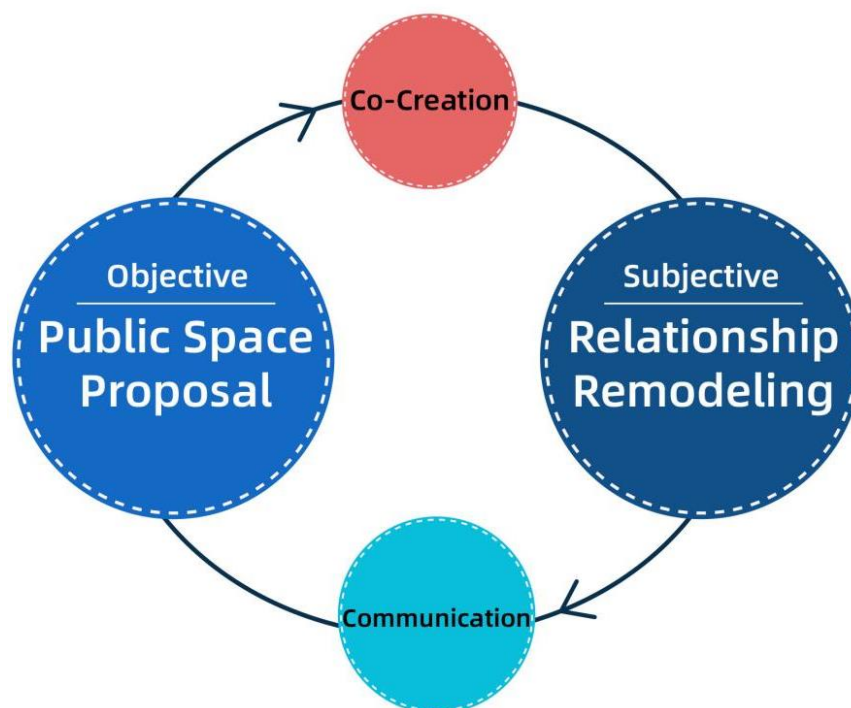 Co-Creation
Objective
Public Space
Proposal
Subjective
Relationship
Remodeling
Communication